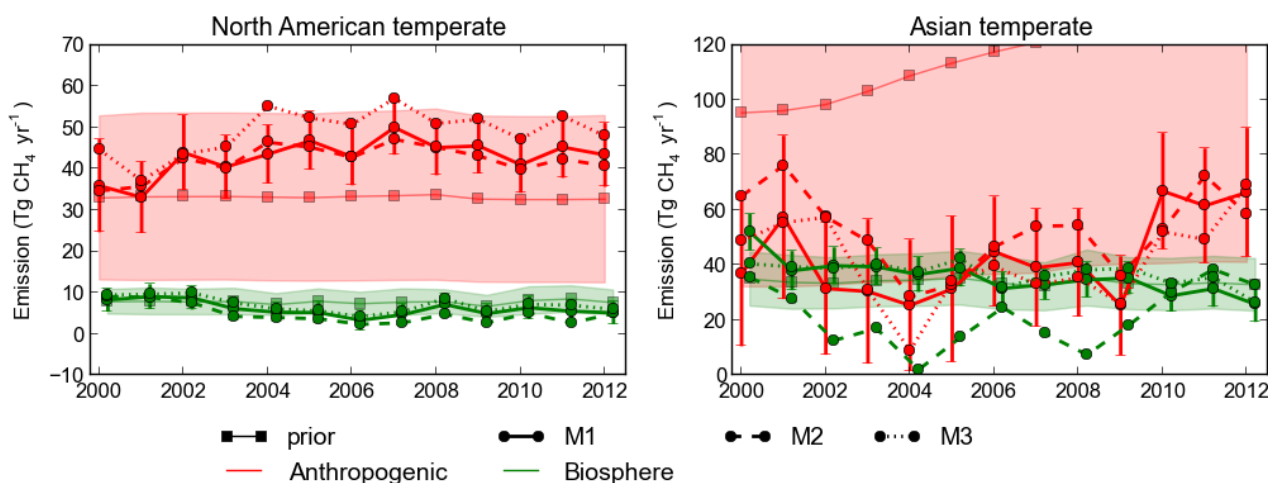 North American temperate
Asian temperate
Emission (Tg CH4 yr-1 )
70
60
50
40
30
20
10
0
−10
2000 2002 2004 2006 2008 2010 2012
Emission (Tg CH4 yr-1 )
120
100
80
60
40
20
0
2000 2002 2004 2006 2008 2010 2012
prior M1 M2 M3
Anthropogenic Biosphere